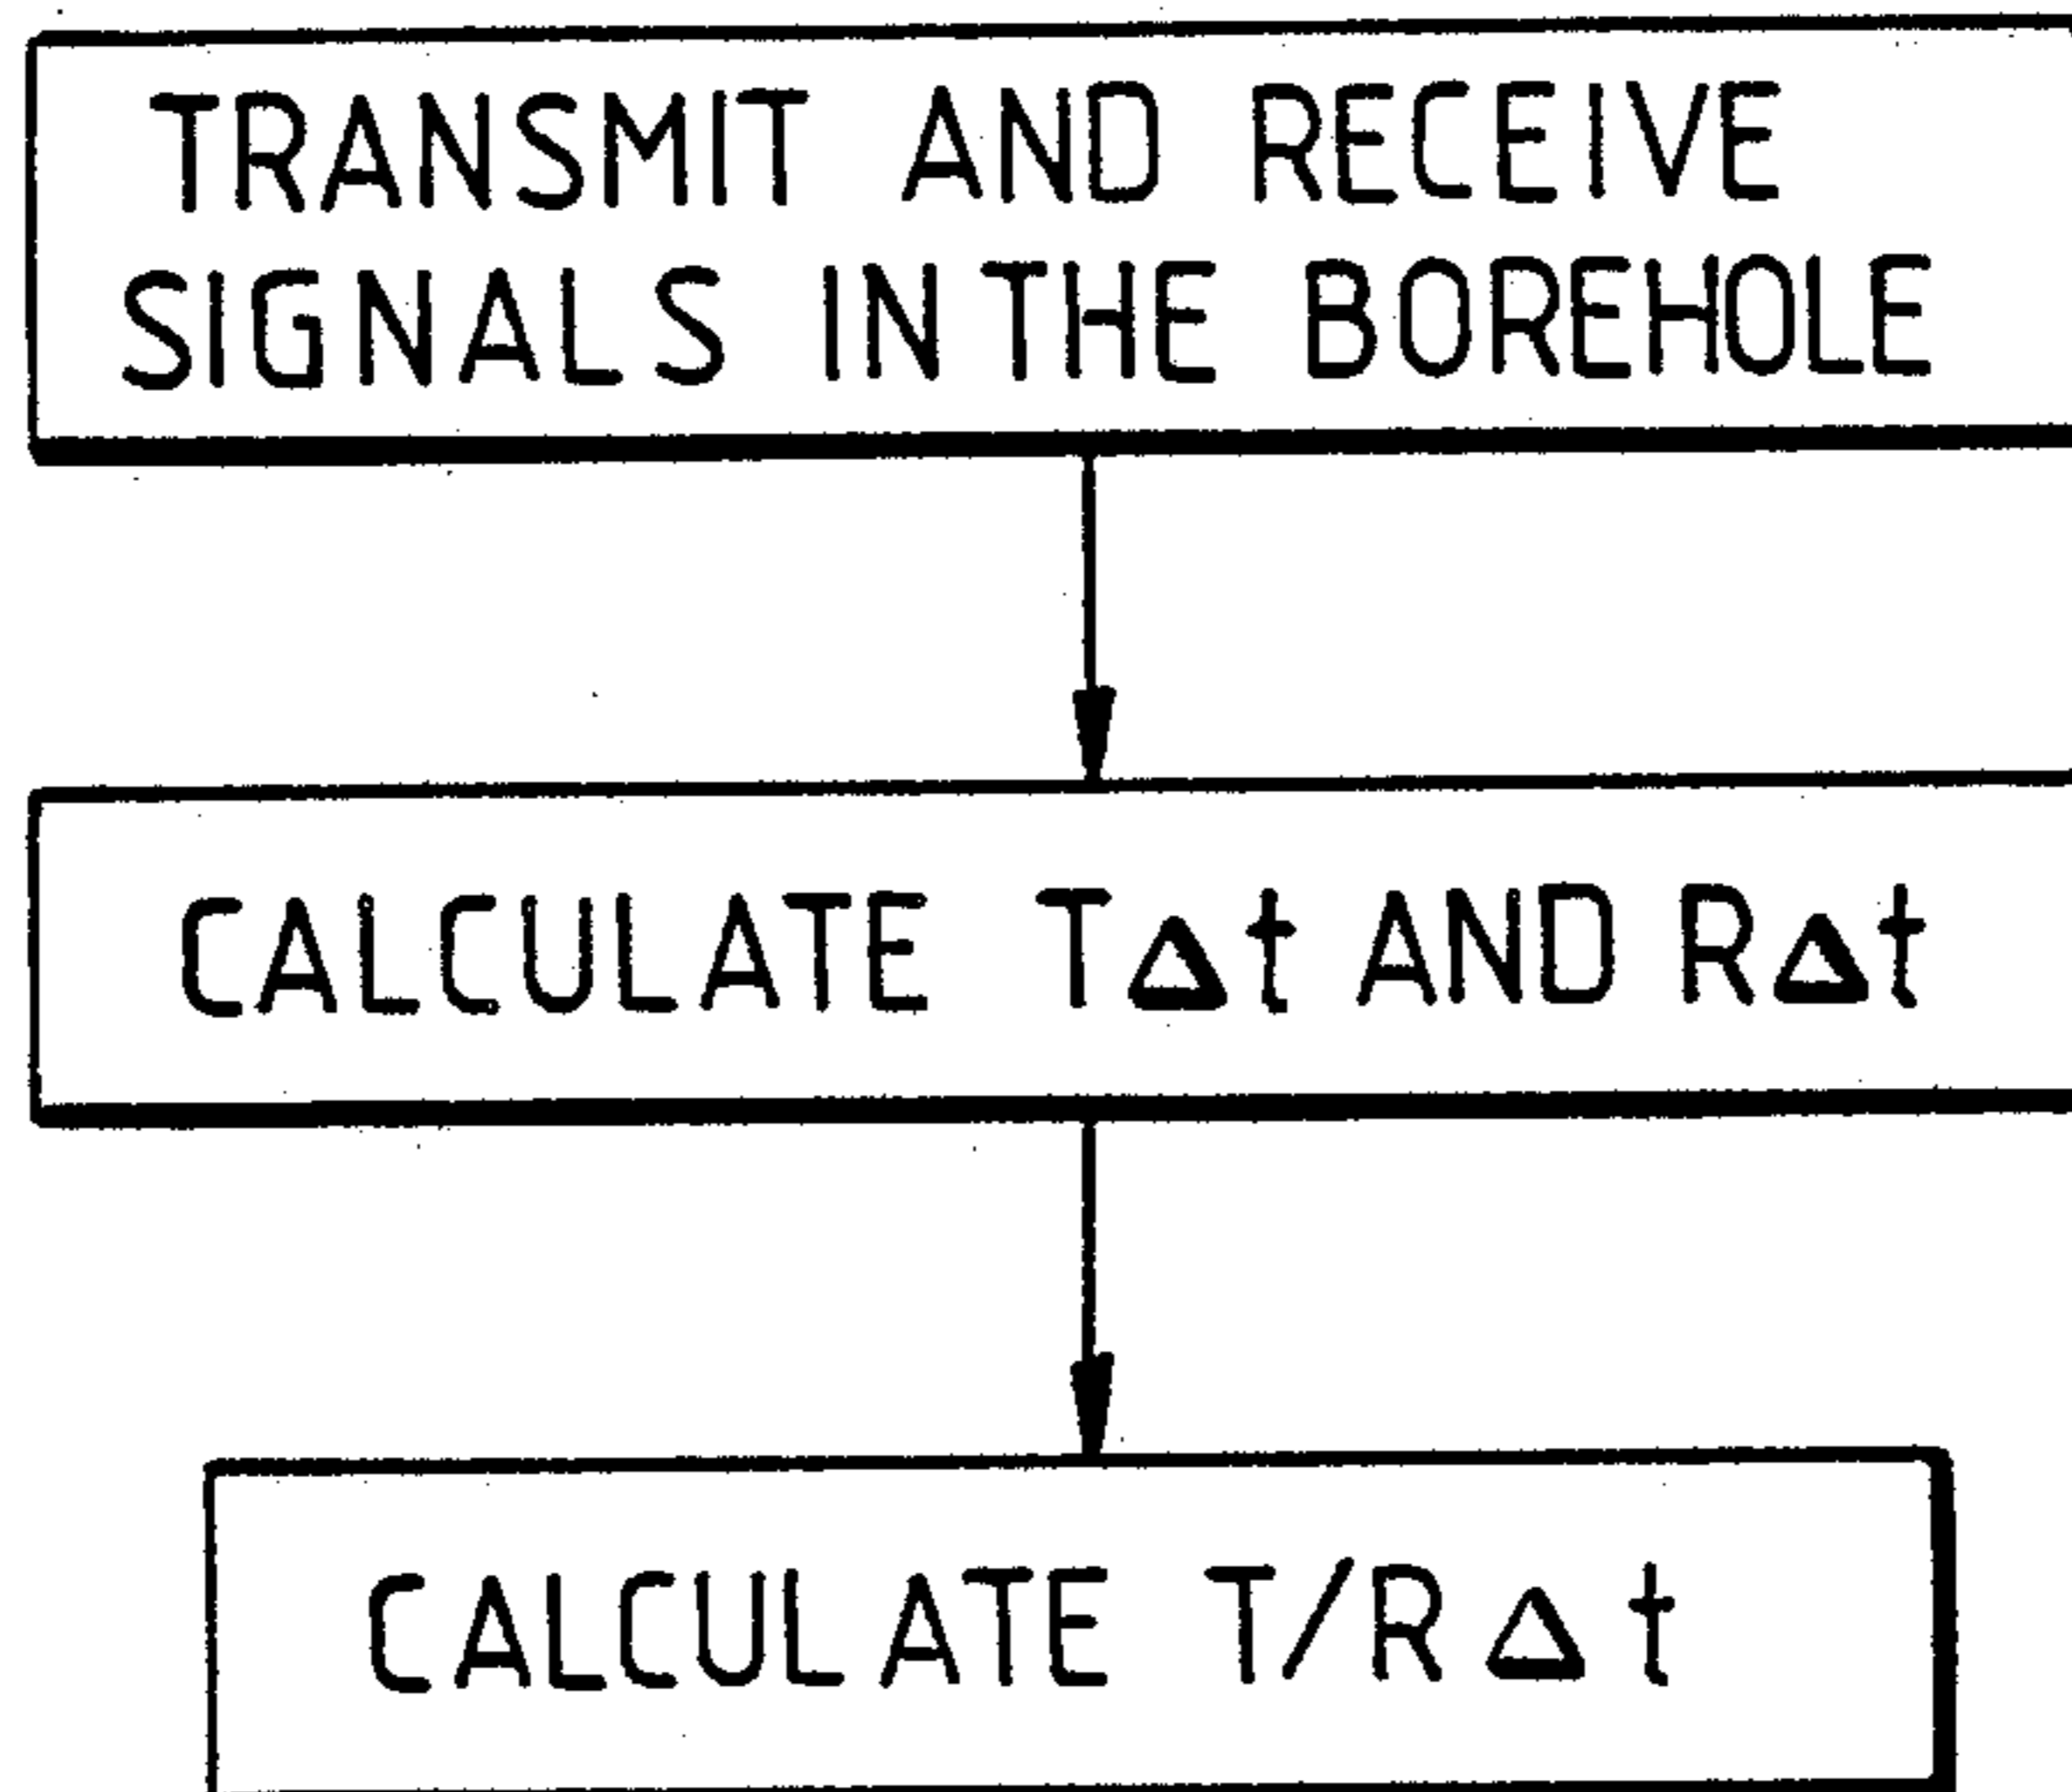 TRANSMIT AND RECEIVE
SIGNALS IN THE BOREHOLE
CALCULATE TΔt AND RΔt
CALCULATE T/RΔt